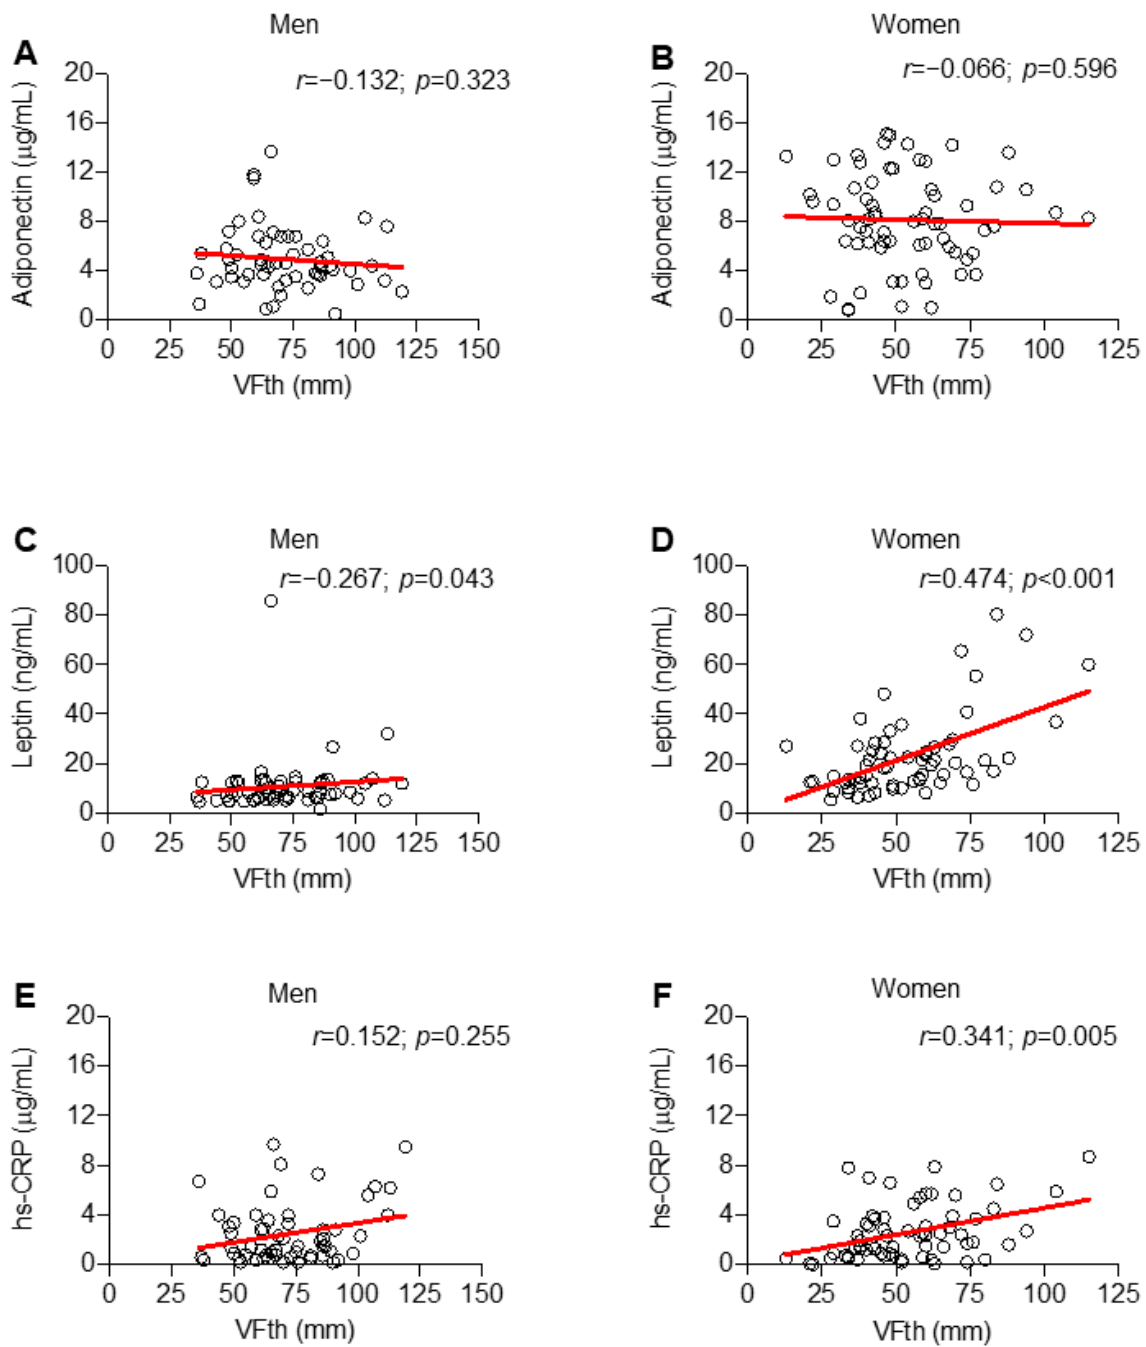 Men
A
r=−0.132; p=0.323
Adiponectin (μg/mL)
20
16
12
8
4
0
0 25 50 75 100 125 150
VFth (mm)
Women
B
r=−0.066; p=0.596
Adiponectin (μg/mL)
20
16
12
8
4
0
0 25 50 75 100 125
VFth (mm)
C
Men
r=−0.267; p=0.043
Leptin (ng/mL)
100
80
60
40
20
0
0 25 50 75 100 125 150
VFth (mm)
D
Women
r=0.474; p<0.001
Leptin (ng/mL)
100
80
60
40
20
0
0 25 50 75 100 125
VFth (mm)
E
Men
r=0.152; p=0.255
hs-CRP (μg/mL)
20
16
12
8
4
0
0 25 50 75 100 125 150
VFth (mm)
F
Women
r=0.341; p=0.005
hs-CRP (μg/mL)
20
16
12
8
4
0
0 25 50 75 100 125
VFth (mm)